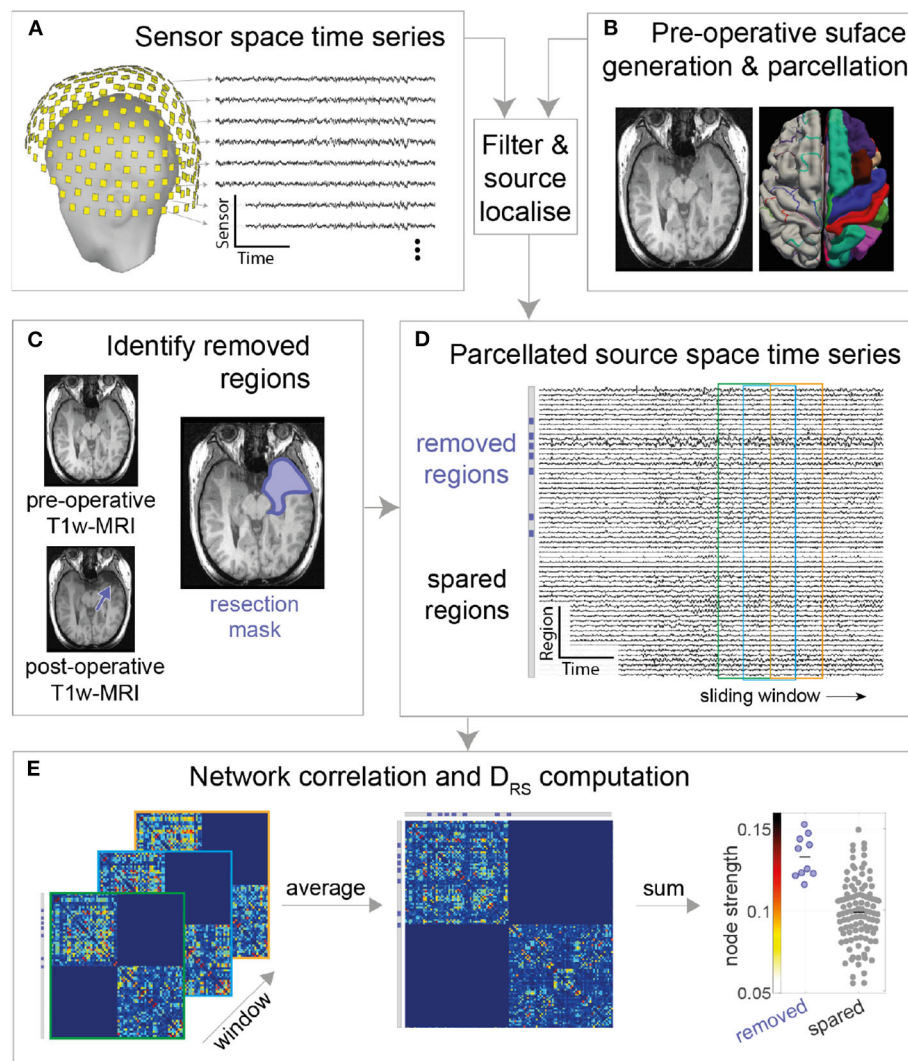 A
Sensor space time series
Sensor
Time
B
Pre-operative suface
generation & parcellation
Filter &
source
localise
C
Identify removed
regions
pre-operative
T1w-MRI
post-operative
T1w-MRI
resection
mask
D
Parcellated source space time series
removed
regions
spared
regions
Region
Time
sliding window
E
Network correlation and D_RS computation
window
average
sum
node strength
0.15
0.1
0.05
removed
spared